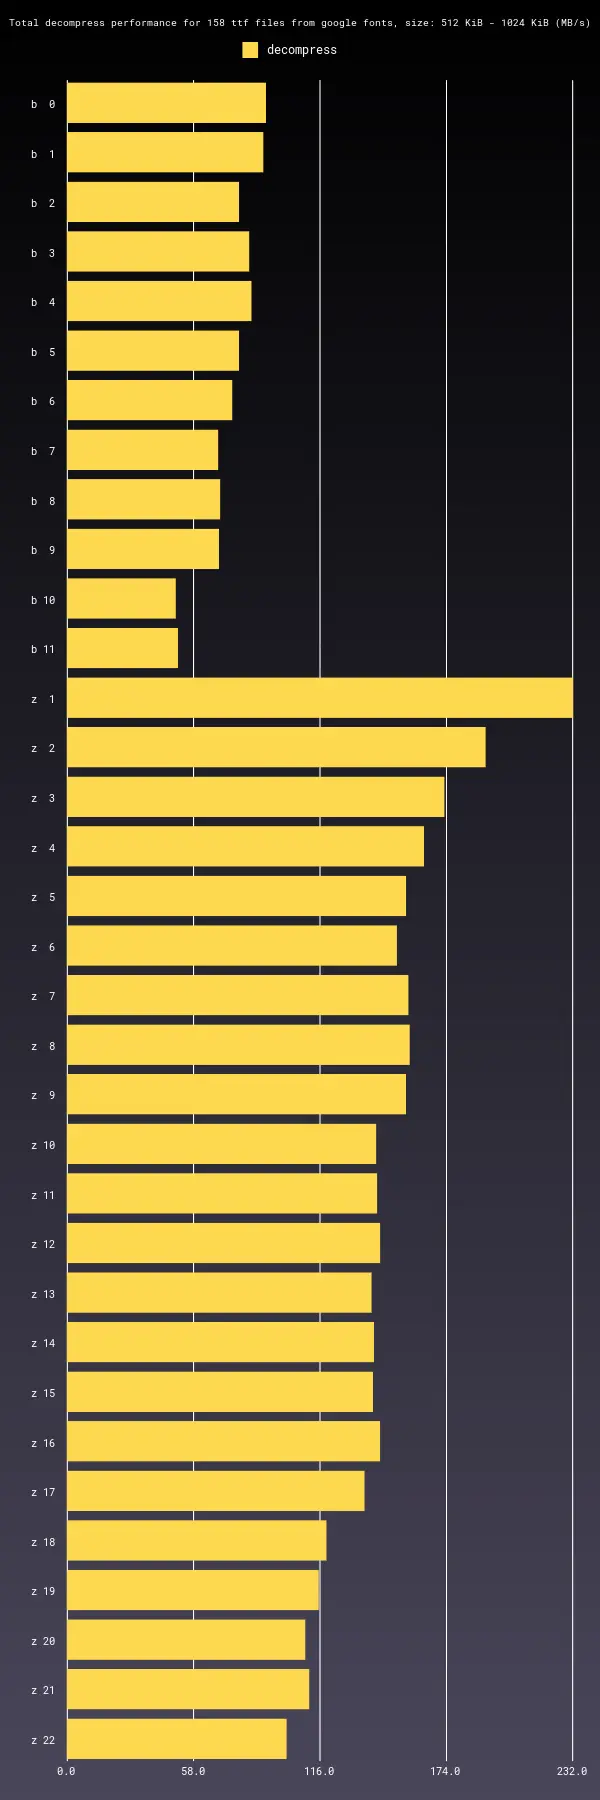 Total decompress performance for 158 ttf files from google fonts, size: 512 KiB - 1024 KiB (MB/s)
decompress
b 0
b 1
b 2
b 3
b 4
b 5
b 6
b 7
b 8
b 9
b 10
b 11
z 1
z 2
z 3
z 4
z 5
z 6
z 7
z 8
z 9
z 10
z 11
z 12
z 13
z 14
z 15
z 16
z 17
z 18
z 19
z 20
z 21
z 22
0.0 58.0 116.0 174.0 232.0